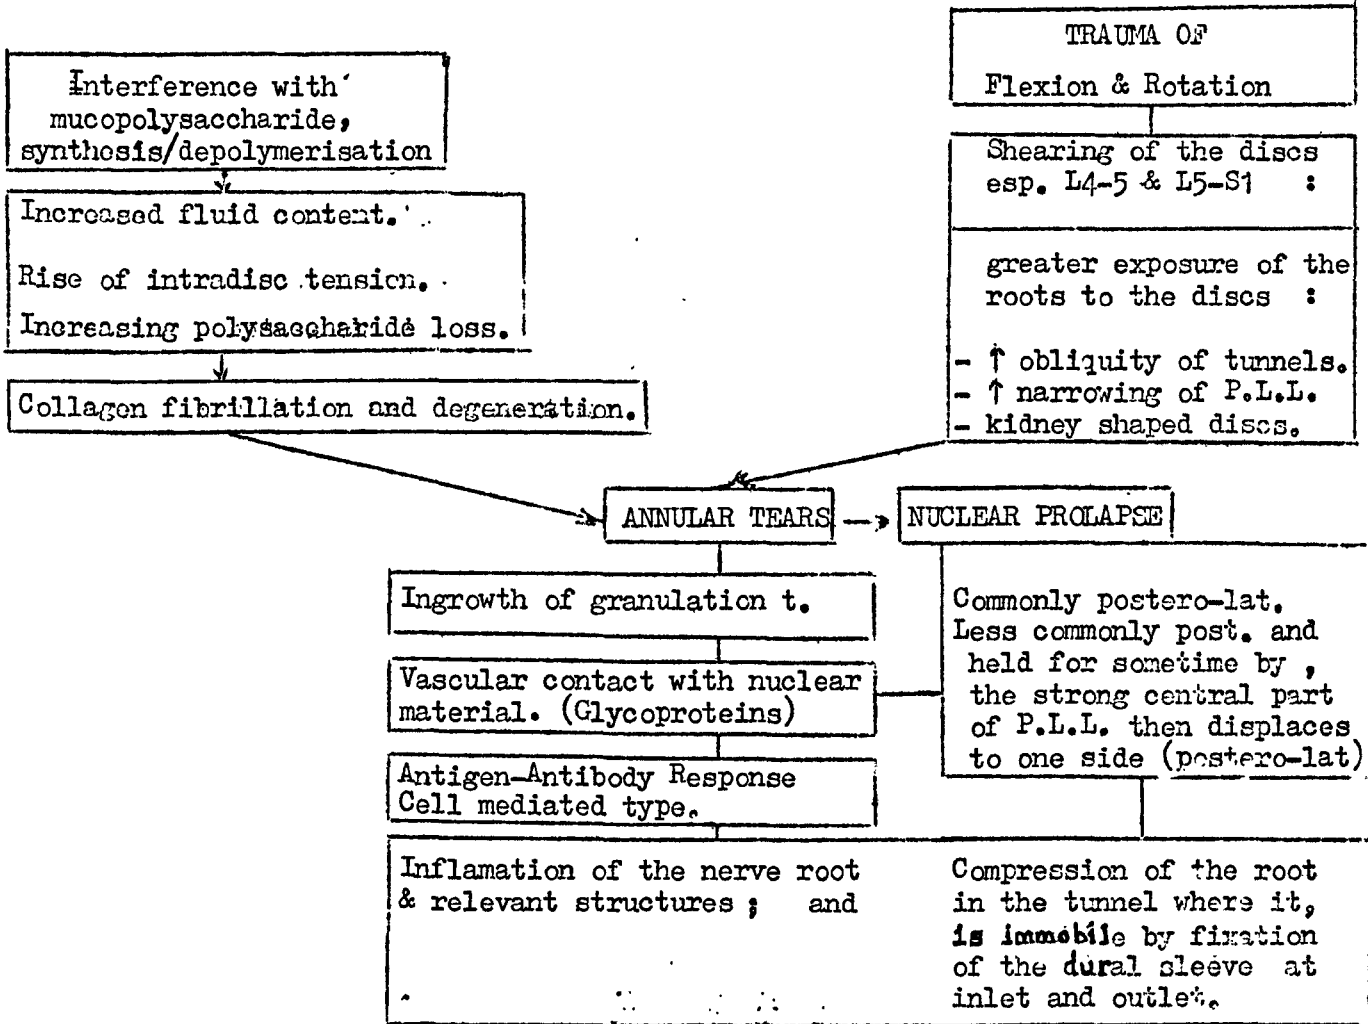 Interference with
mucopolysaccharide,
synthesis/depolymerisation
Increased fluid content.
Rise of intradisc tension.
Increasing polysaccharide loss.
Collagen fibrillation and degeneration.
TRAUMA OF
Flexion & Rotation
Shearing of the discs
esp. L4-5 & L5-S1 :
greater exposure of the
roots to the discs :
- ↑ obliquity of tunnels.
- ↑ narrowing of P.L.L.
- kidney shaped discs.
ANNULAR TEARS
NUCLEAR PROLAPSE
Ingrowth of granulation t.
Vascular contact with nuclear
material. (Glycoproteins)
Antigen-Antibody Response
Cell mediated type.
Commonly postero-lat.
Less commonly post. and
held for sometime by ,
the strong central part
of P.L.L. then displaces
to one side (postero-lat)
Inflamation of the nerve root
& relevant structures ; and
Compression of the root
in the tunnel where it,
is immobile by fixation
of the dural sleeve at
inlet and outlet.